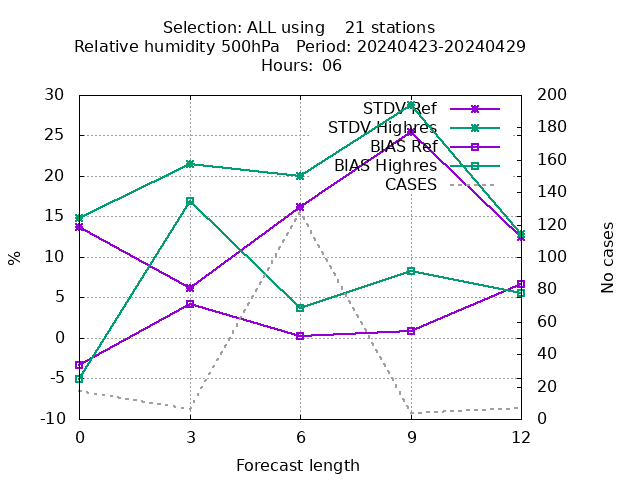 Selection: ALL using    21 stations
Relative humidity 500hPa   Period: 20240423-20240429
Hours: 06
STDV Ref
STDV Highres
BIAS Ref
BIAS Highres
CASES
30
25
20
15
10
5
0
-5
-10
200
180
160
140
120
100
80
60
40
20
0
%
No cases
0 3 6 9 12
Forecast length